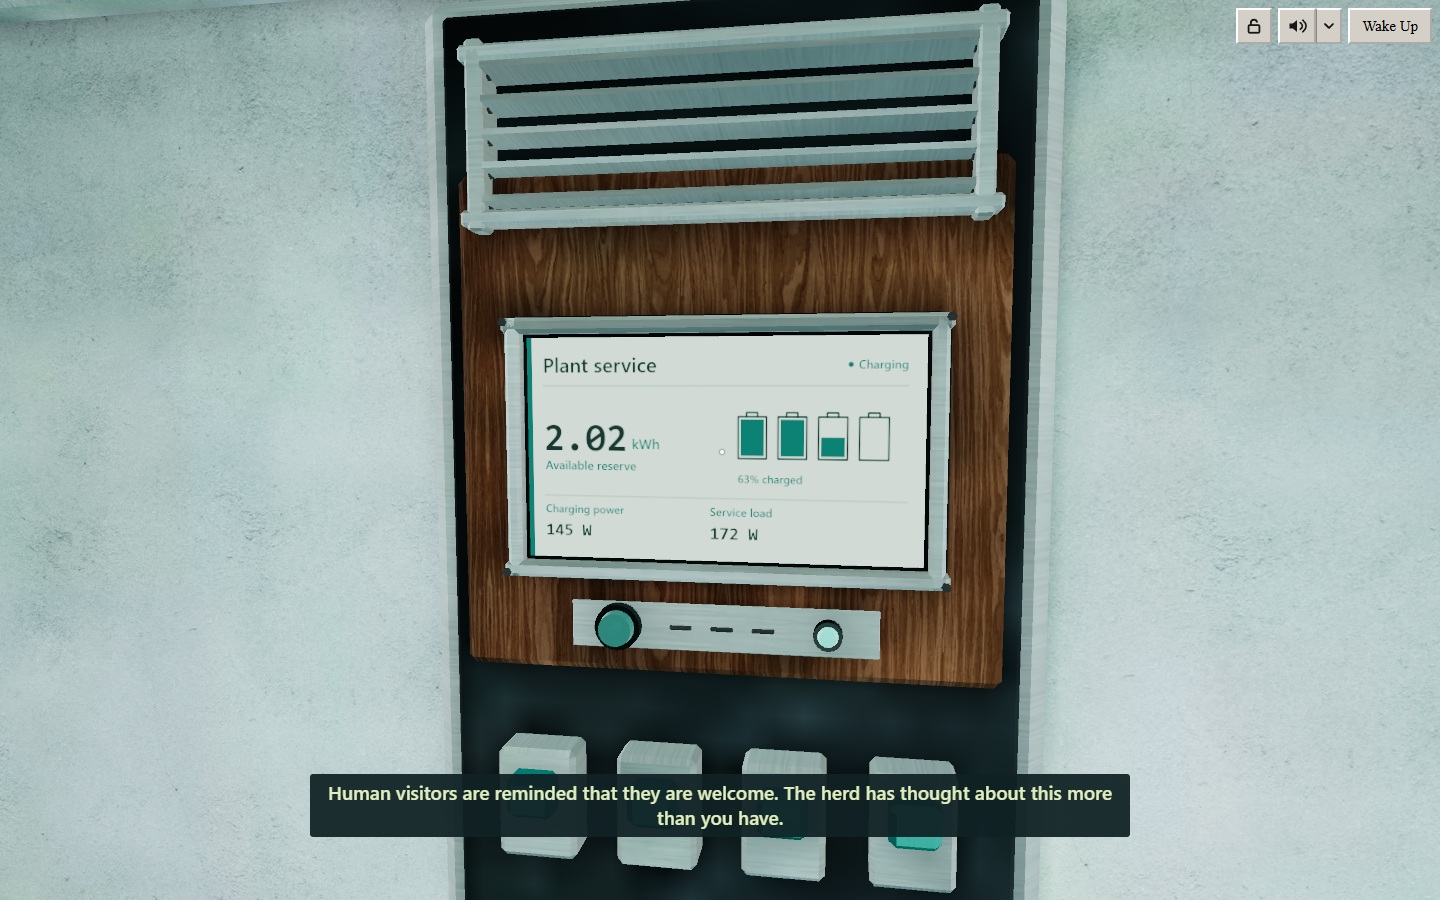 Wake Up
Plant service
Charging
2.02 kWh
Available reserve
63% charged
Charging power
145 W
Service load
172 W
Human visitors are reminded that they are welcome. The herd has thought about this more
than you have.